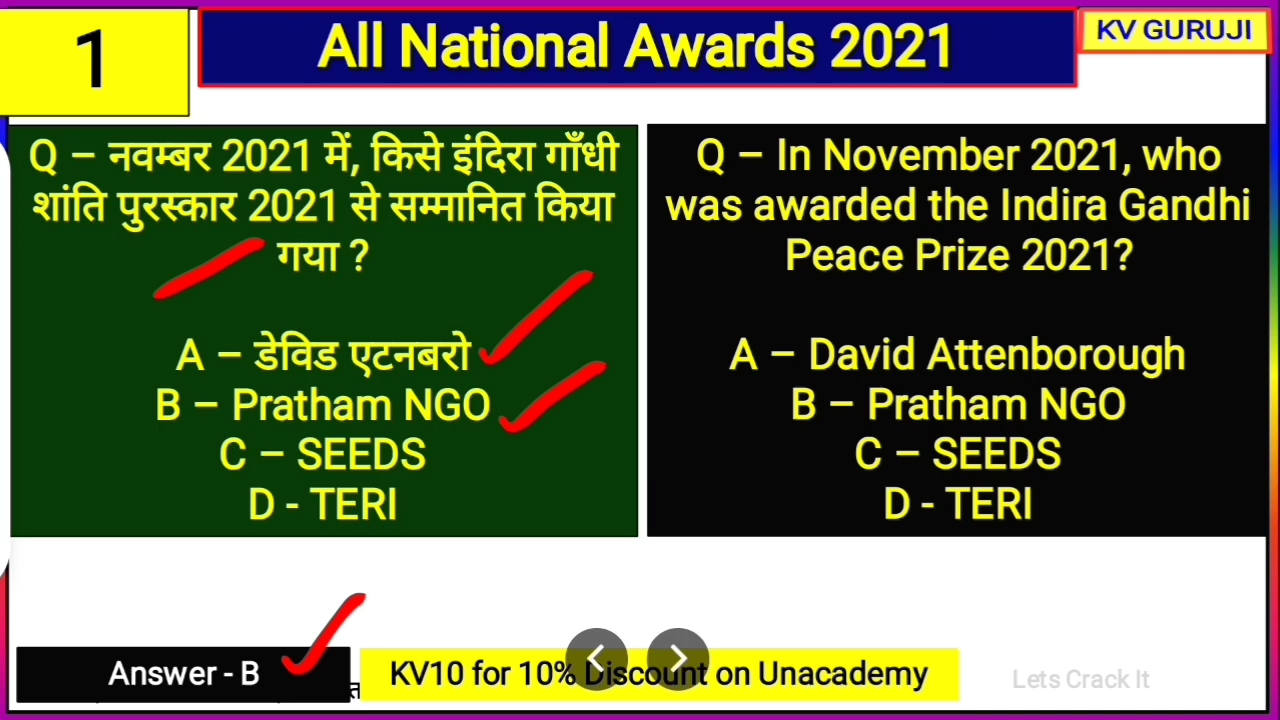 1
All National Awards 2021
KV GURUJI
Q – नवम्बर 2021 में, किसे इंदिरा गाँधी
शांति पुरस्कार 2021 से सम्मानित किया
गया ?
A – डेविड एटनबरो
B – Pratham NGO
C – SEEDS
D - TERI
Q – In November 2021, who
was awarded the Indira Gandhi
Peace Prize 2021?
A – David Attenborough
B – Pratham NGO
C – SEEDS
D - TERI
Answer - B
KV10 for 10% Discount on Unacademy
Lets Crack It